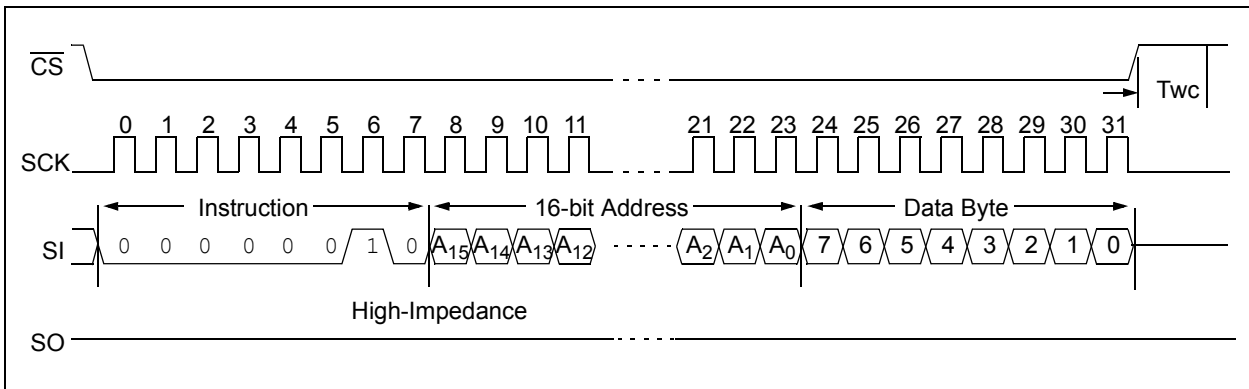 CS
Twc
0 1 2 3 4 5 6 7 8 9 10 11 21 22 23 24 25 26 27 28 29 30 31
SCK
Instruction 16-bit Address Data Byte
SI 0 0 0 0 0 0 1 0 A15 A14 A13 A12 A2 A1 A0 7 6 5 4 3 2 1 0
High-Impedance
SO